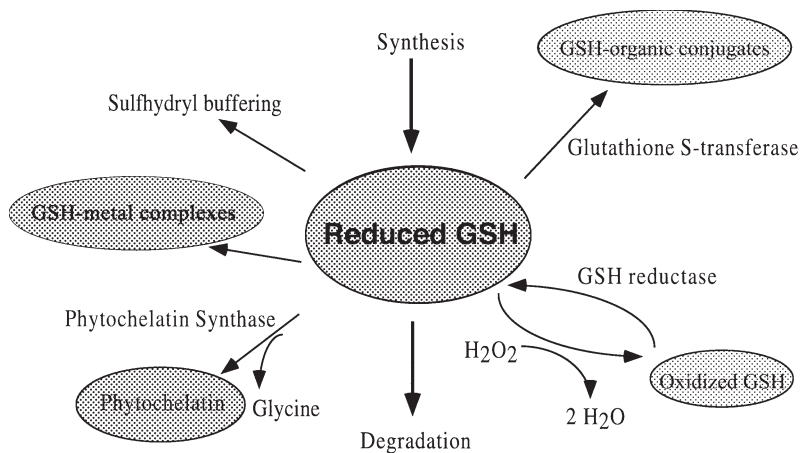 Synthesis
GSH-organic conjugates
Sulfhydryl buffering
Glutathione S-transferase
GSH-metal complexes
Reduced GSH
GSH reductase
Phytochelatin Synthase
H2O2
Oxidized GSH
Phytochelatin
Glycine
2 H2O
Degradation